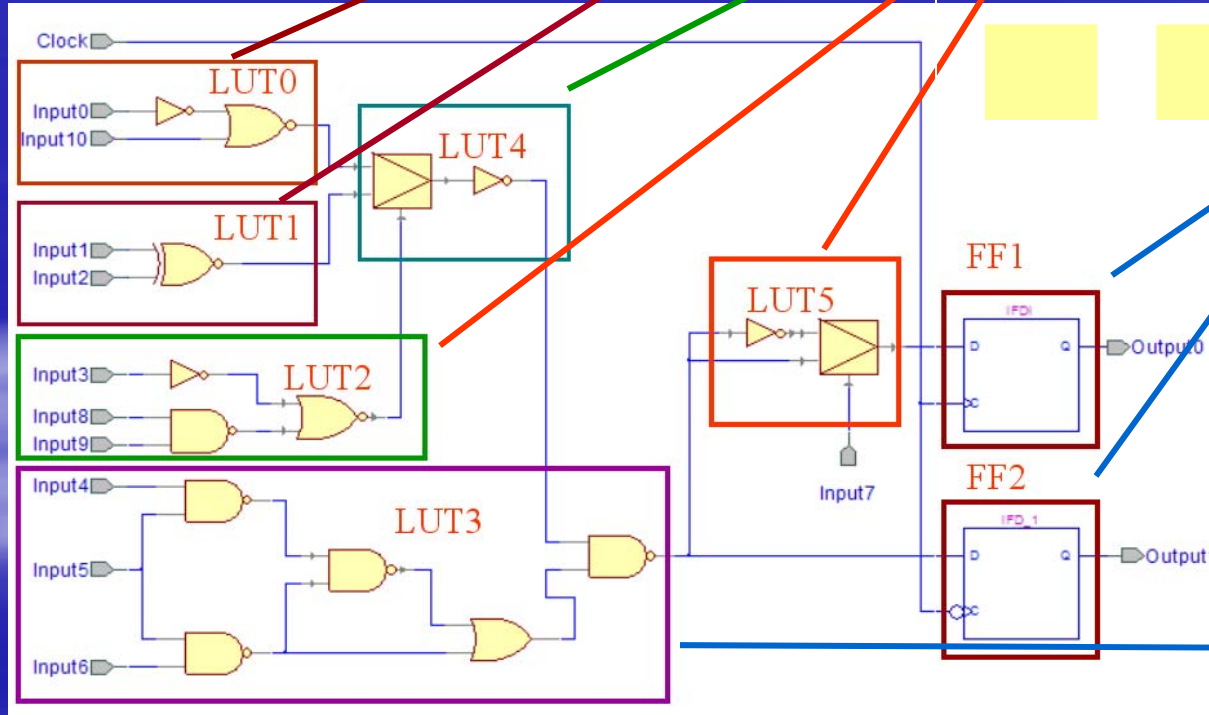 Clock
LUT0
Input0
Input10
LUT4
LUT1
Input1
Input2
FF1
LUT5
IFDI
D
Q
Output0
C
Input3
LUT2
Input8
Input9
Input7
FF2
Input4
LUT3
IFD_1
D
Q
Output
Input5
C
Input6